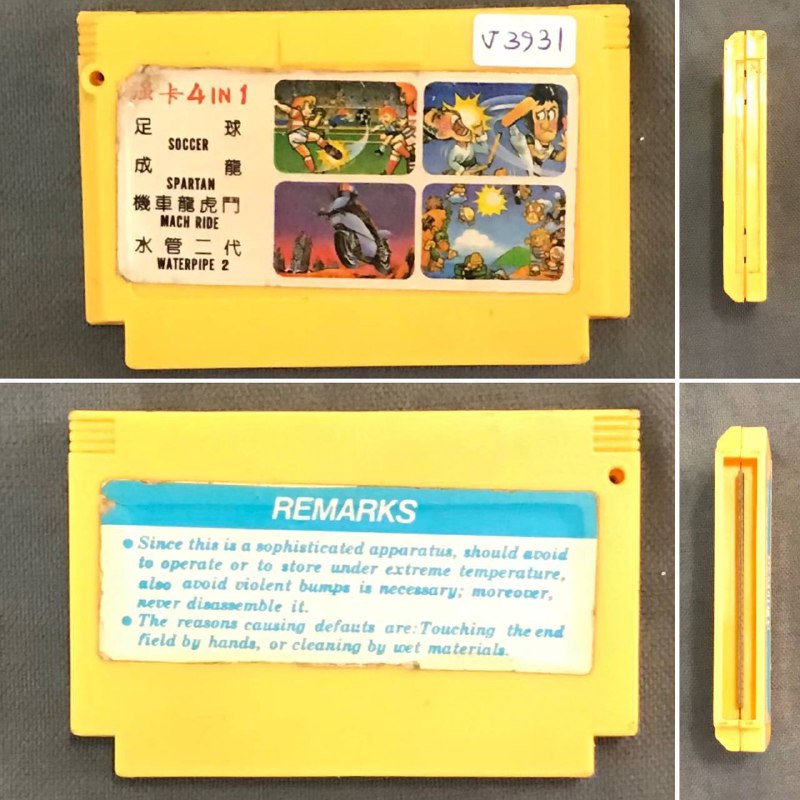 V3931
強卡4 IN 1
足球
SOCCER
成龍
SPARTAN
機車龍虎鬥
MACH RIDE
水管二代
WATERPIPE 2
REMARKS
● Since this is a sophisticated apparatus, should avoid
to operate or to store under extreme temperature,
also avoid violent bumps is necessary; moreover,
never disassemble it.
● The reasons causing defauts are: Touching the end
field by hands, or cleaning by wet materials.